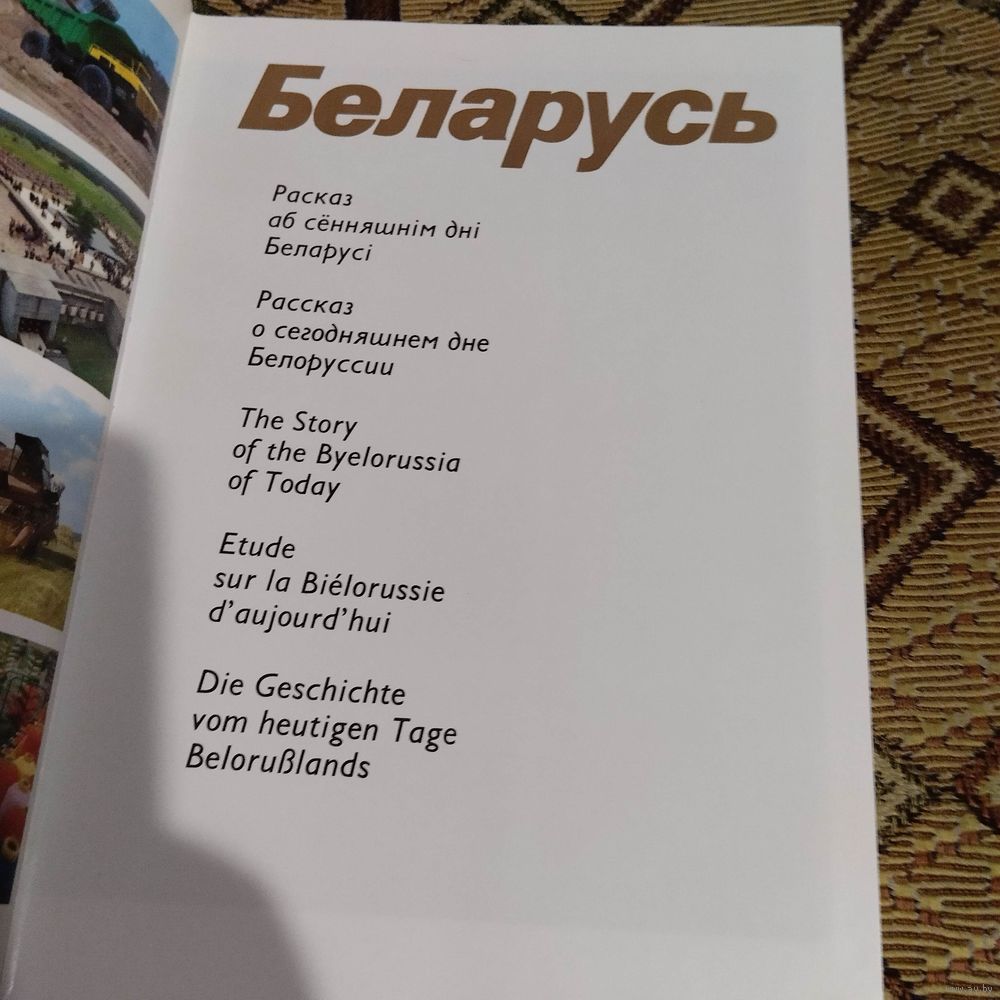 Беларусь
Расказ
аб сённяшнім дні
Беларусі
Рассказ
о сегодняшнем дне
Белоруссии
The Story
of the Byelorussia
of Today
Etude
sur la Biélorussie
d'aujourd'hui
Die Geschichte
vom heutigen Tage
Belorußlands